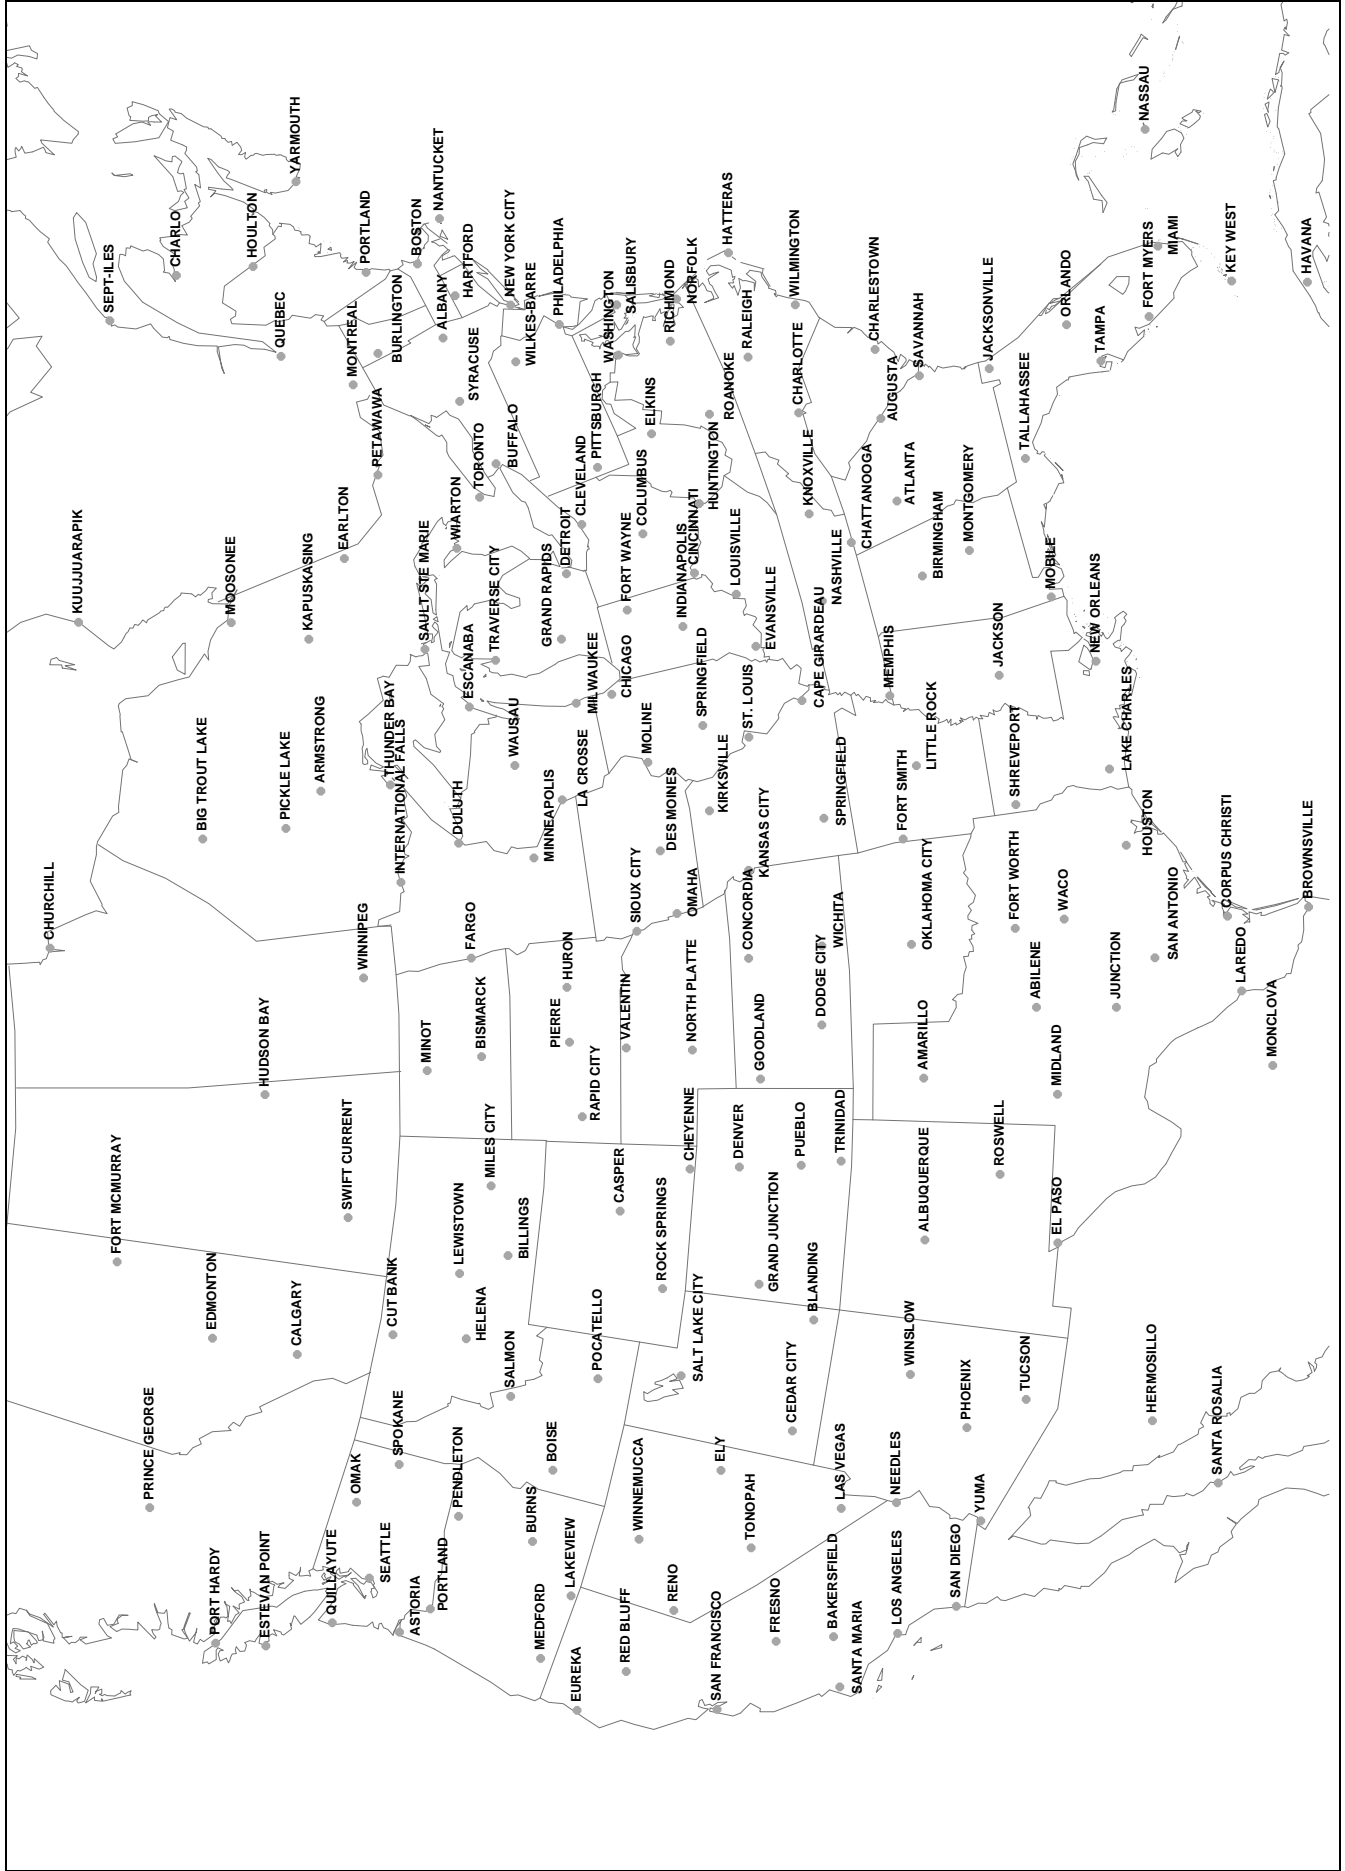 CHURCHILL
KUUJUARAPIK
SEPT-ILES
FORT MCMURRAY
PRINCE GEORGE
CHARLO
BIG TROUT LAKE
MOOSONEE
EDMONTON
PORT HARDY
HOULTON
HUDSON BAY
ESTEVAN POINT
QUEBEC
PICKLE LAKE
YARMOUTH
CALGARY
KAPUSKASING
ARMSTRONG
QUILLAYUTE
EARLTON
SWIFT CURRENT
MONTREAL
OMAK
PORTLAND
WINNIPEG
PETAWAWA
SEATTLE
THUNDER BAY
BURLINGTON
CUT BANK
SPOKANE
INTERNATIONAL FALLS
ASTORIA
BOSTON
SAULT STE MARIE
MINOT
NANTUCKET
PORTLAND
ALBANY
WIARTON
DULUTH
PENDLETON
LEWISTOWN
HARTFORD
SYRACUSE
ESCANABA
FARGO
HELENA
TORONTO
BISMARCK
MILES CITY
TRAVERSE CITY
NEW YORK CITY
BUFFALO
WAUSAU
SALMON
BILLINGS
WILKES-BARRE
BURNS
MINNEAPOLIS
GRAND RAPIDS
MEDFORD
BOISE
PIERRE
PHILADELPHIA
DETROIT
HURON
LAKEVIEW
EUREKA
CLEVELAND
LA CROSSE
MILWAUKEE
RAPID CITY
PITTSBURGH
POCATELLO
WASHINGTON
CASPER
CHICAGO
FORT WAYNE
VALENTIN
RED BLUFF
SALISBURY
SIOUX CITY
WINNEMUCCA
COLUMBUS
MOLINE
ELKINS
ROCK SPRINGS
RICHMOND
DES MOINES
RENO
INDIANAPOLIS
NORFOLK
OMAHA
NORTH PLATTE
CHEYENNE
CINCINNATI
SALT LAKE CITY
SPRINGFIELD
HUNTINGTON
KIRKSVILLE
SAN FRANCISCO
ELY
HATTERAS
ROANOKE
LOUISVILLE
DENVER
RALEIGH
ST. LOUIS
CONCORDIA
TONOPAH
KANSAS CITY
GOODLAND
EVANSVILLE
GRAND JUNCTION
FRESNO
CEDAR CITY
WILMINGTON
CHARLOTTE
PUEBLO
KNOXVILLE
BLANDING
CAPE GIRARDEAU
DODGE CITY
BAKERSFIELD
NASHVILLE
WICHITA
SPRINGFIELD
TRINIDAD
LAS VEGAS
SANTA MARIA
CHATTANOOGA
CHARLESTOWN
MEMPHIS
AUGUSTA
NEEDLES
LOS ANGELES
FORT SMITH
ATLANTA
WINSLOW
SAVANNAH
AMARILLO
ALBUQUERQUE
OKLAHOMA CITY
LITTLE ROCK
BIRMINGHAM
SAN DIEGO
PHOENIX
MONTGOMERY
YUMA
JACKSONVILLE
JACKSON
ROSWELL
FORT WORTH
SHREVEPORT
TALLAHASSEE
TUCSON
ABILENE
MOBILE
MIDLAND
EL PASO
WACO
ORLANDO
NEW ORLEANS
TAMPA
JUNCTION
LAKE CHARLES
NASSAU
FORT MYERS
HOUSTON
HERMOSILLO
MIAMI
SAN ANTONIO
SANTA ROSALIA
CORPUS CHRISTI
KEY WEST
LAREDO
MONCLOVA
HAVANA
BROWNSVILLE